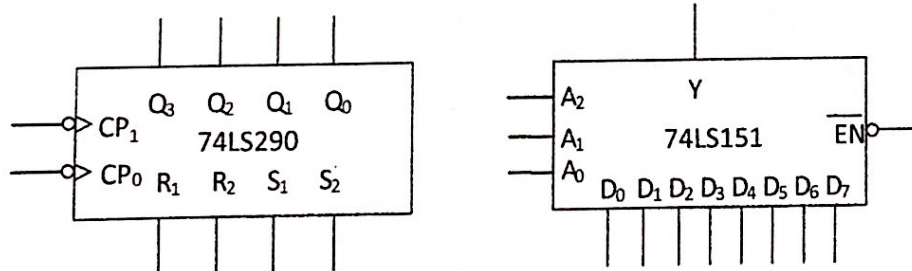 Q₃ Q₂ Q₁ Q₀
CP₁
74LS290
CP₀
R₁ R₂ S₁ S₂
Y
A₂
A₁
74LS151
E̅N̅
A₀
D₀ D₁ D₂ D₃ D₄ D₅ D₆ D₇